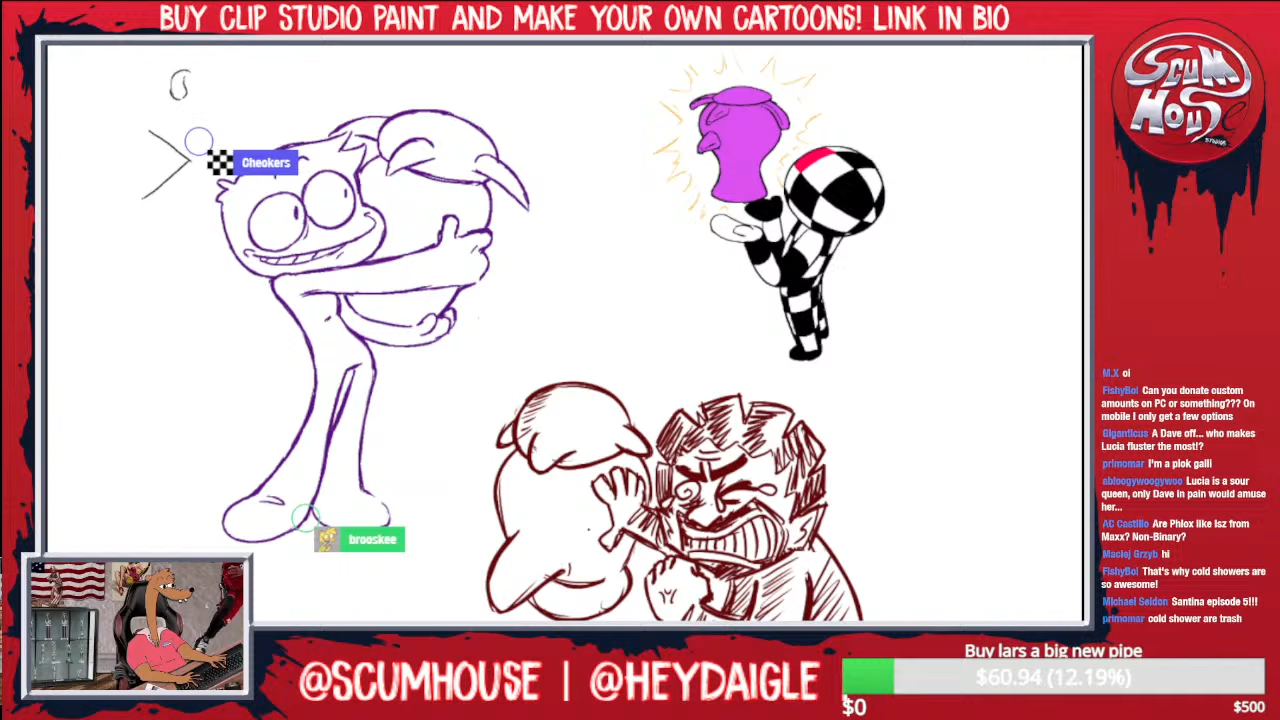 BUY CLIP STUDIO PAINT AND MAKE YOUR OWN CARTOONS! LINK IN BIO
SCUM
HOUSE
STUDIOS
Cheokers
brooskee
M.X oi
FishyBoi Can you donate custom
amounts on PC or something??? On
mobile I only get a few options
Giganticus A Dave off... who makes
Lucia fluster the most!?
primomar I'm a piok galli
abloogywoogywoo Lucia is a sour
queen, only Dave in pain would amuse
her...
AC Castillo Are Phlox like Isz from
Maxx? Non-Binary?
Maciej Grzyb hi
FishyBoi That's why cold showers are
so awesome!
Michael Seldon Santina episode 5!!!
primomar cold shower are trash
@SCUMHOUSE | @HEYDAIGLE
Buy lars a big new pipe
$60.94 (12.19%)
$0
$500